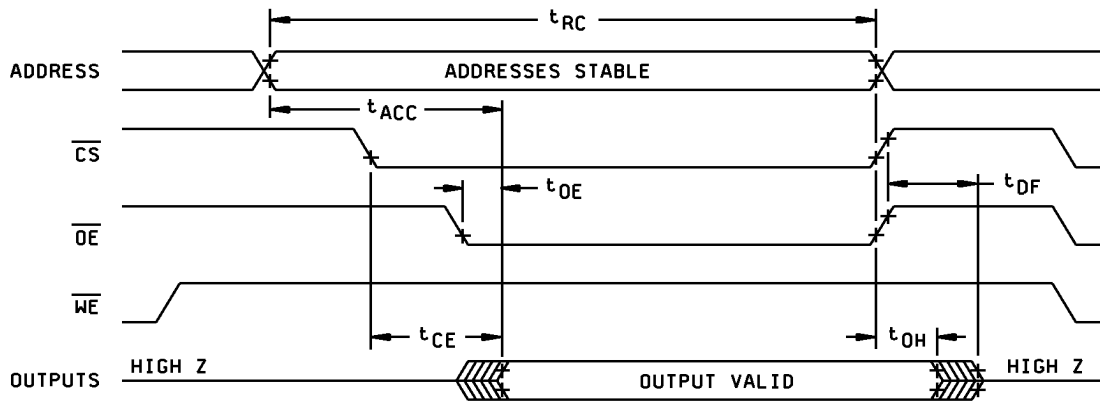 tRC
ADDRESS
ADDRESSES STABLE
tACC
CS
tOE
tDF
OE
WE
tCE
tOH
OUTPUTS
HIGH Z
OUTPUT VALID
HIGH Z